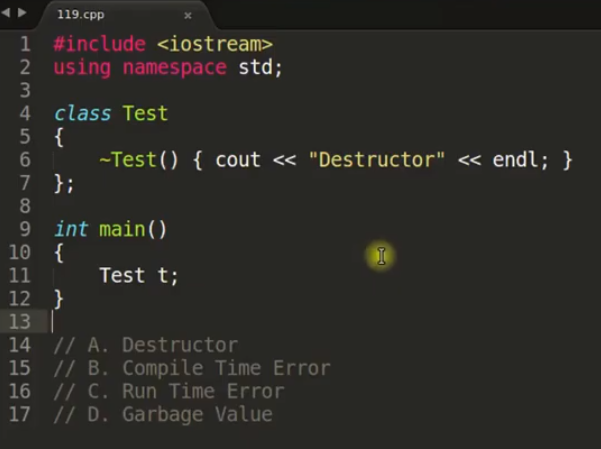 119.cpp ×
1 #include <iostream>
2 using namespace std;
3
4 class Test
5 {
6     ~Test() { cout << "Destructor" << endl; }
7 };
8
9 int main()
10 {
11     Test t;
12 }
13
14 // A. Destructor
15 // B. Compile Time Error
16 // C. Run Time Error
17 // D. Garbage Value